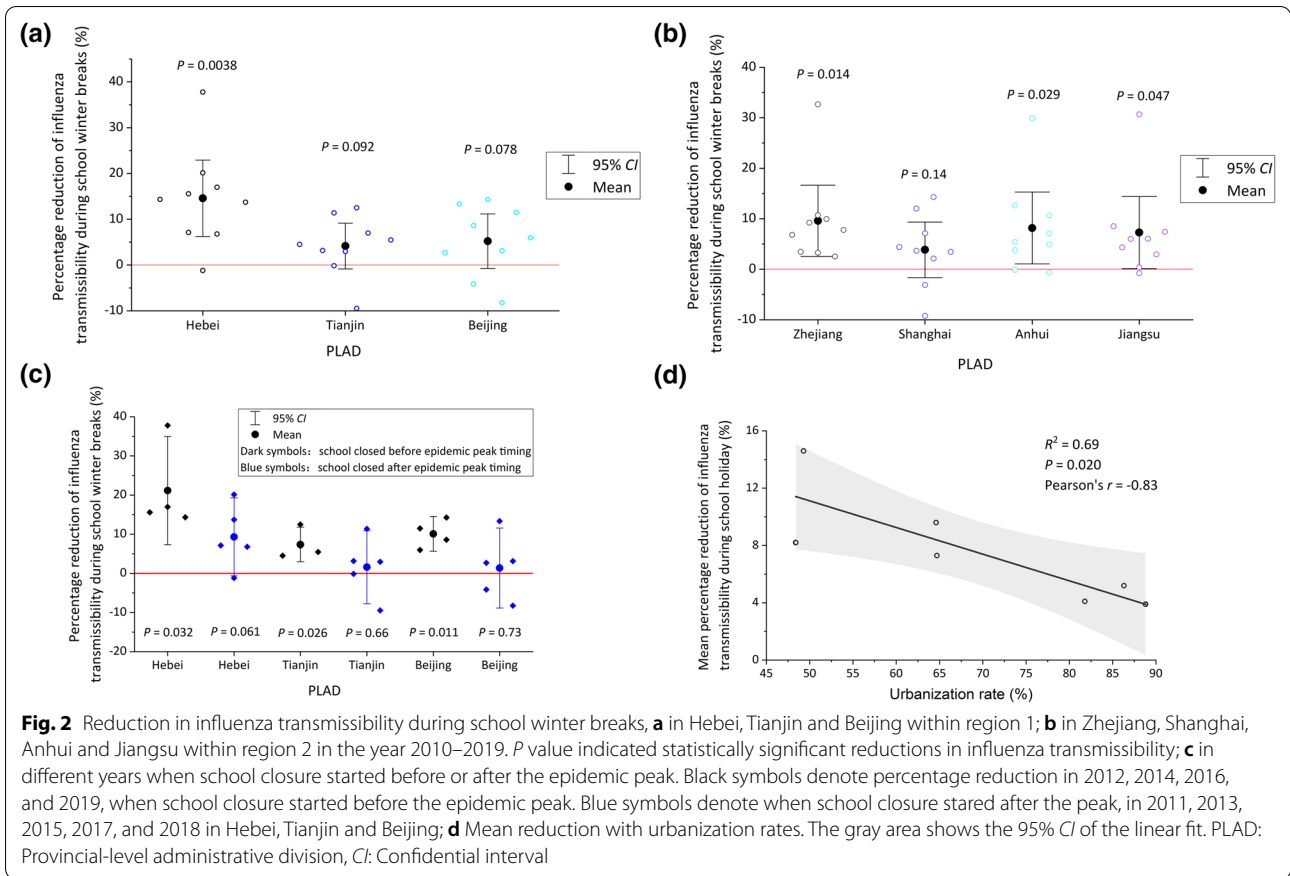 (a)
Percentage reduction of influenza
transmissibility during school winter breaks (%)
50
40
30
20
10
0
-10
P = 0.0038
P = 0.092
P = 0.078
95% CI
Mean
Hebei
Tianjin
Beijing
PLAD
(b)
Percentage reduction of influenza
transmissibility during school winter breaks (%)
40
30
20
10
0
-10
P = 0.014
P = 0.14
P = 0.029
P = 0.047
95% CI
Mean
Zhejiang
Shanghai
Anhui
Jiangsu
PLAD
(c)
Percentage reduction of influenza
transmissibility during school winter breaks (%)
40
30
20
10
0
-10
-20
95% CI
Mean
Dark symbols: school closed before epidemic peak timing
Blue symbols: school closed after epidemic peak timing
P = 0.032
P = 0.061
P = 0.026
P = 0.66
P = 0.011
P = 0.73
Hebei
Hebei
Tianjin
Tianjin
Beijing
Beijing
PLAD
(d)
Mean percentage reduction of influenza
transmissibility during school holiday (%)
16
12
8
4
0
R² = 0.69
P = 0.020
Pearson's r = -0.83
45
50
55
60
65
70
75
80
85
90
Urbanization rate (%)
Fig. 2 Reduction in influenza transmissibility during school winter breaks, a in Hebei, Tianjin and Beijing within region 1; b in Zhejiang, Shanghai,
Anhui and Jiangsu within region 2 in the year 2010–2019. P value indicated statistically significant reductions in influenza transmissibility; c in
different years when school closure started before or after the epidemic peak. Black symbols denote percentage reduction in 2012, 2014, 2016,
and 2019, when school closure started before the epidemic peak. Blue symbols denote when school closure stared after the peak, in 2011, 2013,
2015, 2017, and 2018 in Hebei, Tianjin and Beijing; d Mean reduction with urbanization rates. The gray area shows the 95% CI of the linear fit. PLAD:
Provincial-level administrative division, CI: Confidential interval